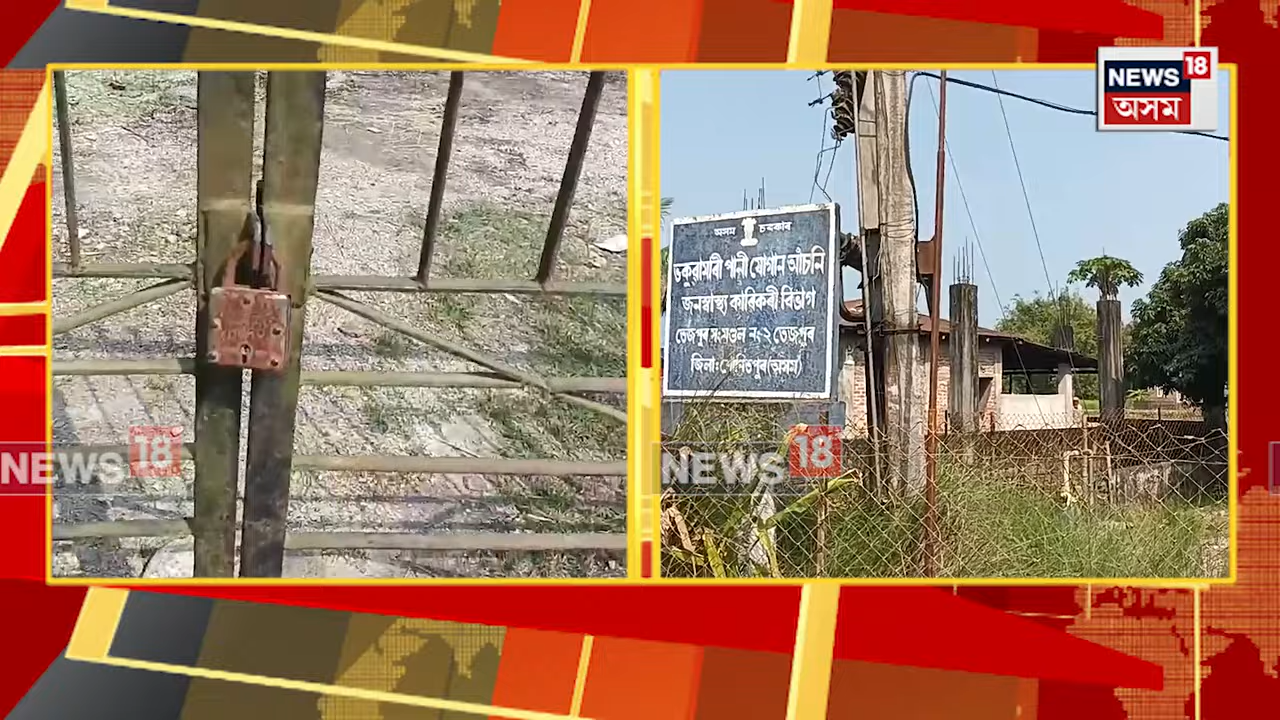 NEWS 18
অসম
অসম চৰকাৰ
ভকুৱামাৰী পানী যোগান আঁচনি
জনস্বাস্থ্য কাৰিকৰী বিভাগ
তেজপুৰ সংমণ্ডল নং-২ তেজপুৰ
জিলা: শোণিতপুৰ (অসম)
NEWS 18
NEWS 18